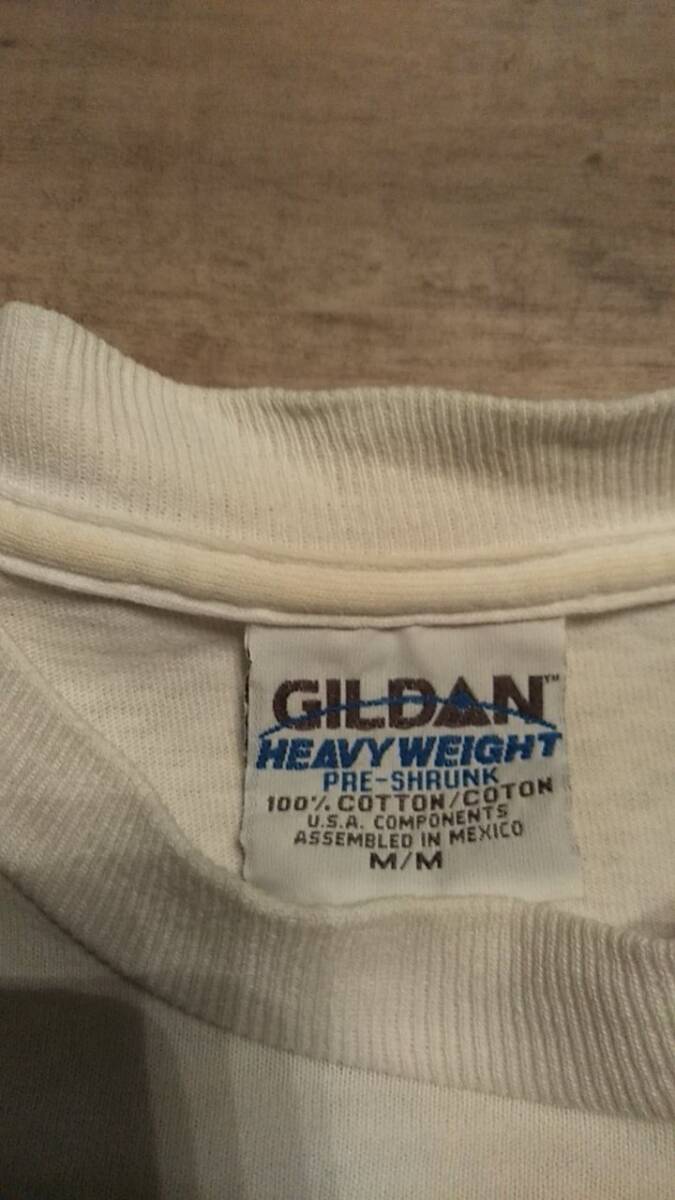 GILDAN™
HEAVYWEIGHT
PRE-SHRUNK
100% COTTON/COTON
U.S.A. COMPONENTS
ASSEMBLED IN MEXICO
M/M